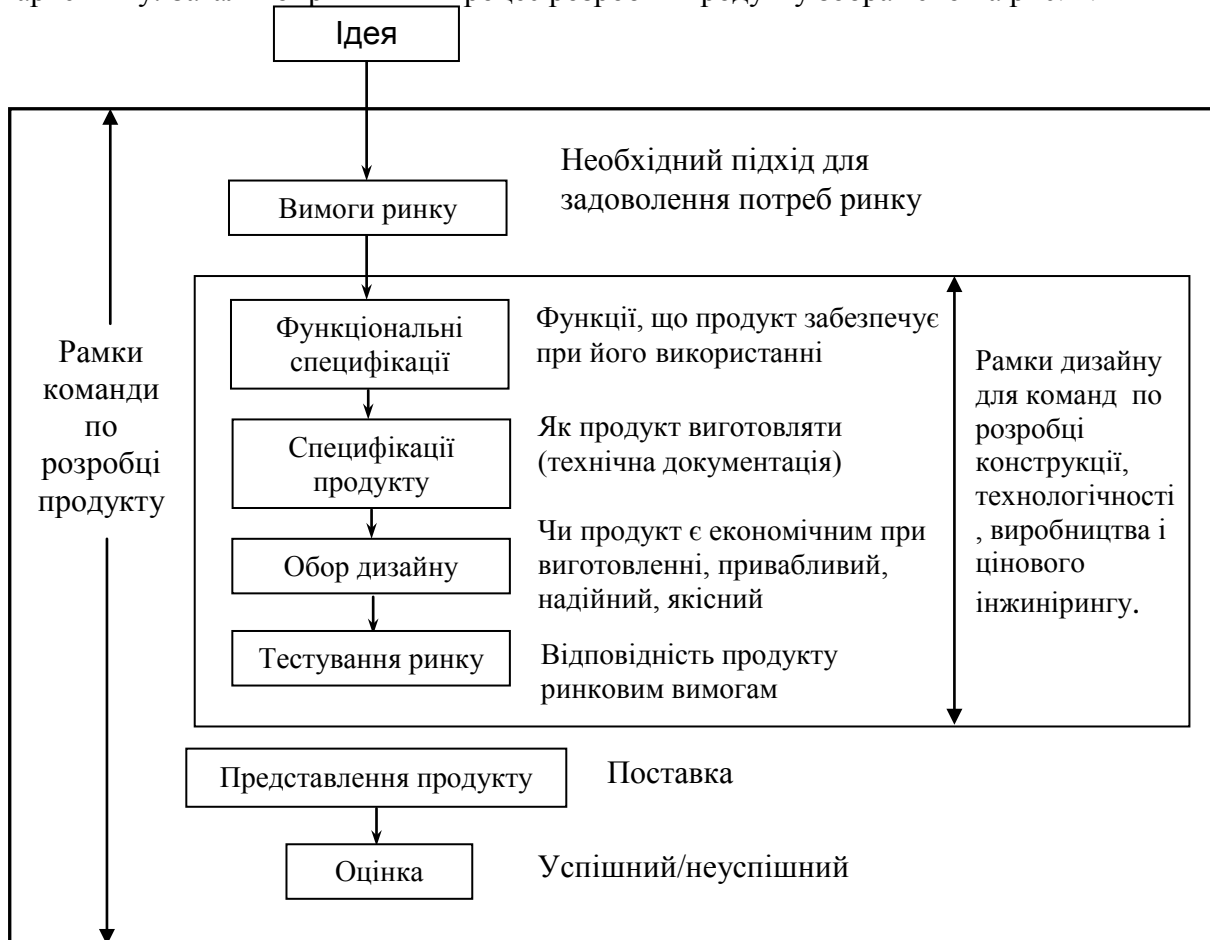 Ідея
Необхідний підхід для
задоволення потреб ринку
Вимоги ринку
Функціональні
специфікації
Функції, що продукт забезпечує
при його використанні
Рамки
команди
по
розробці
продукту
Рамки дизайну
для команд по
розробці
конструкції,
технологічності
, виробництва і
цінового
інжинірингу.
Специфікації
продукту
Як продукт виготовляти
(технічна документація)
Обор дизайну
Чи продукт є економічним при
виготовленні, привабливий,
надійний, якісний
Тестування ринку
Відповідність продукту
ринковим вимогам
Представлення продукту
Поставка
Оцінка
Успішний/неуспішний